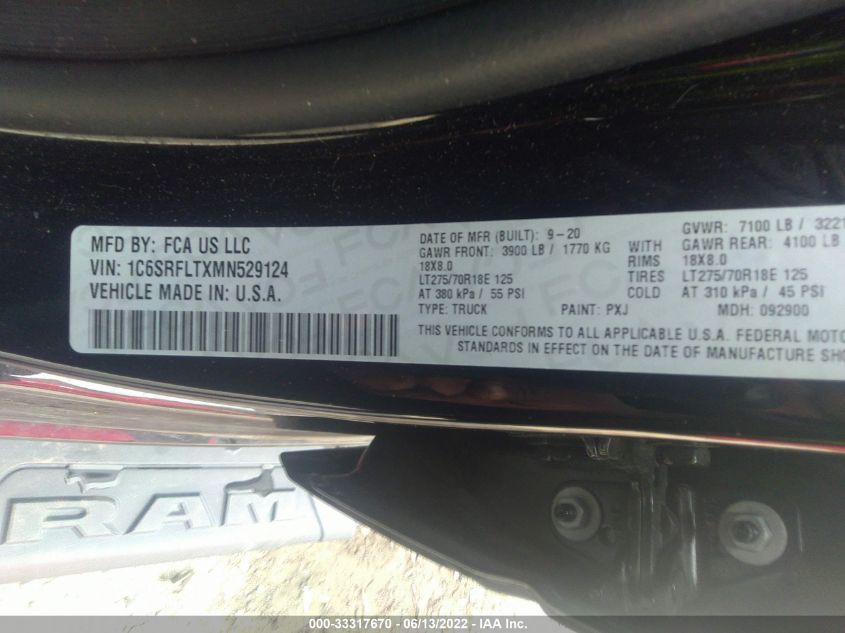 MFD BY: FCA US LLC
VIN: 1C6SRFLTXMN529124
VEHICLE MADE IN: U.S.A.
DATE OF MFR (BUILT): 9-20 GVWR: 7100 LB / 3221
GAWR FRONT: 3900 LB / 1770 KG WITH GAWR REAR: 4100 LB
18X8.0 RIMS 18X8.0
LT275/70R18E 125 TIRES LT275/70R18E 125
AT 380 kPa / 55 PSI COLD AT 310 kPa / 45 PSI
TYPE: TRUCK PAINT: PXJ MDH: 092900
THIS VEHICLE CONFORMS TO ALL APPLICABLE U.S.A. FEDERAL MOTO
STANDARDS IN EFFECT ON THE DATE OF MANUFACTURE SHO
RAM
000-33317670 - 06/13/2022 - IAA Inc.